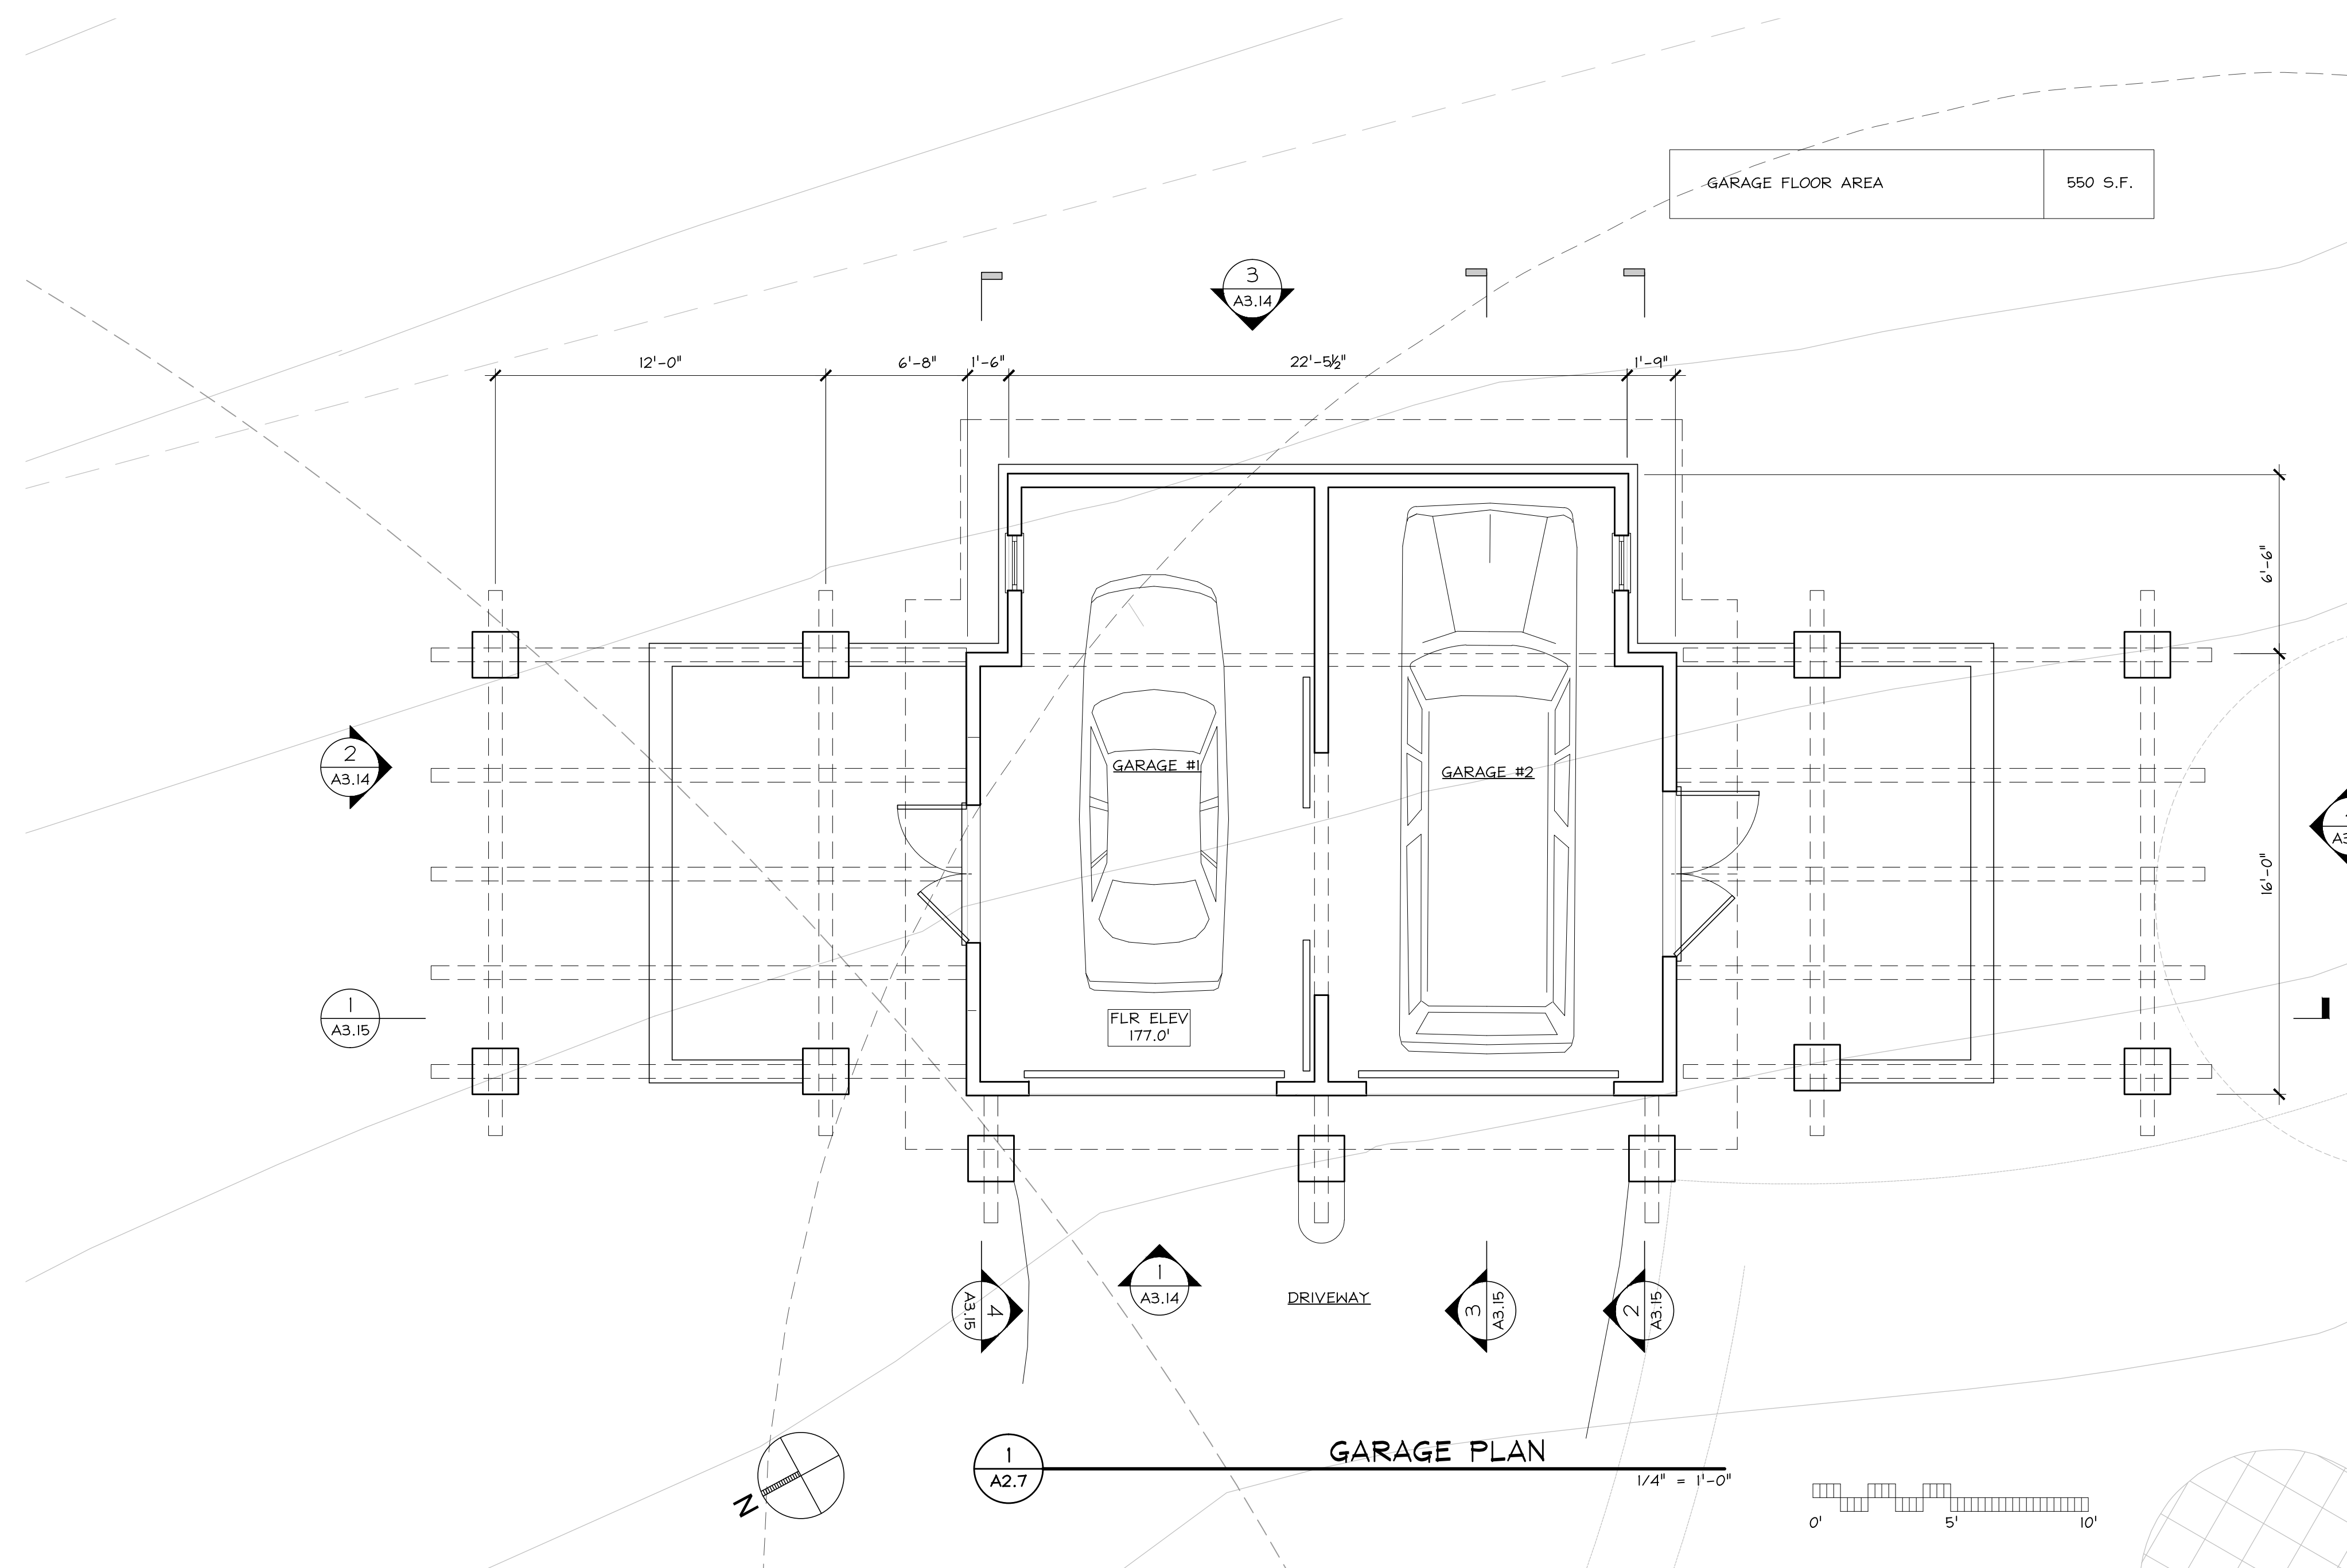 GARAGE FLOOR AREA 550 S.F.
3
A3.14
12'-0" 6'-8" 1'-6" 22'-5½" 1'-9"
6'-6"
2
A3.14
GARAGE #1
GARAGE #2
16'-0"
1
A3.15
FLR ELEV
177.0'
1
A3.14
DRIVEWAY
4
A3.15
3
A3.15
2
A3.15
N
1
A2.7
GARAGE PLAN
1/4" = 1'-0"
0' 5' 10'